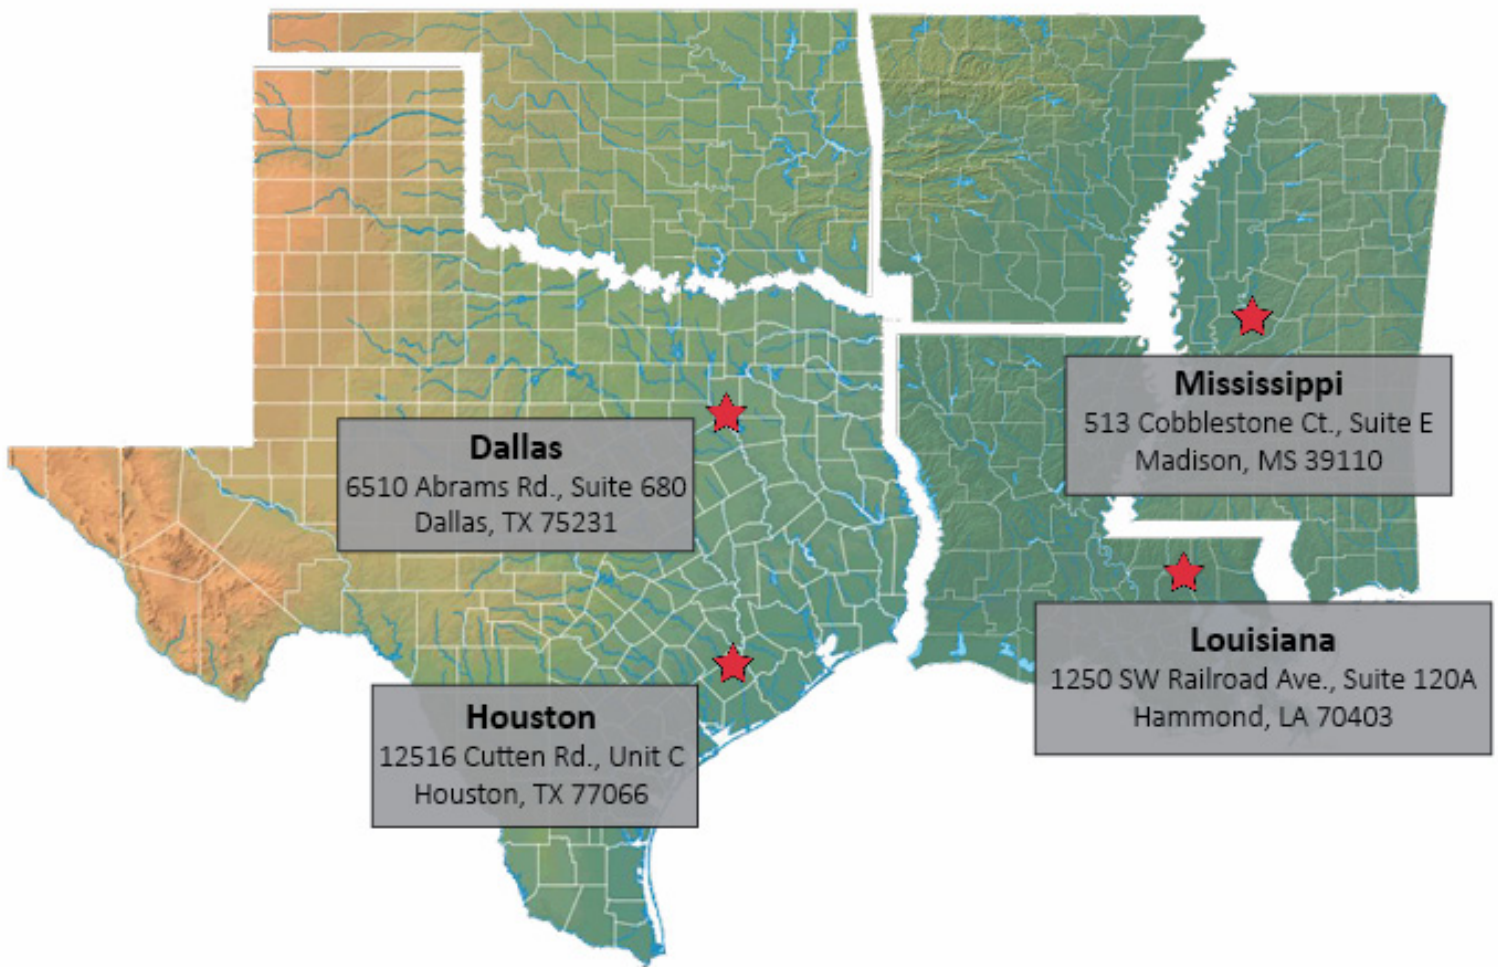 Mississippi
513 Cobblestone Ct., Suite E
Madison, MS 39110
Dallas
6510 Abrams Rd., Suite 680
Dallas, TX 75231
Louisiana
1250 SW Railroad Ave., Suite 120A
Hammond, LA 70403
Houston
12516 Cutten Rd., Unit C
Houston, TX 77066